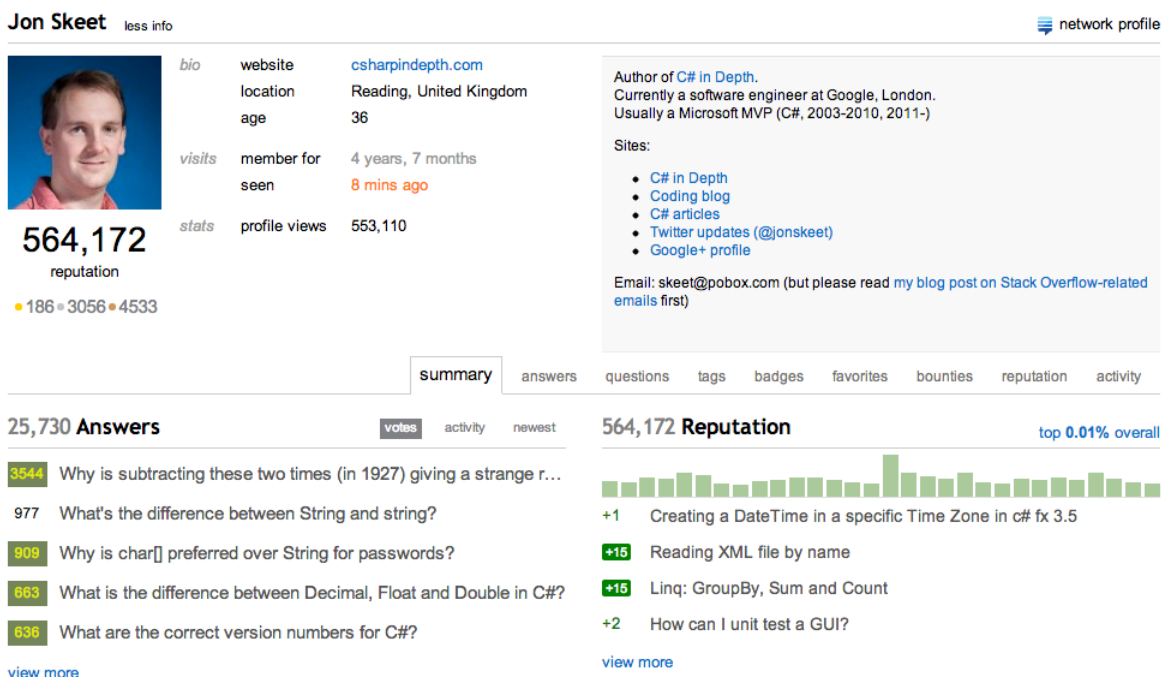 Jon Skeet less info
network profile
bio website csharpindepth.com
location Reading, United Kingdom
age 36
visits member for 4 years, 7 months
seen 8 mins ago
stats profile views 553,110
564,172
reputation
186 3056 4533
Author of C# in Depth.
Currently a software engineer at Google, London.
Usually a Microsoft MVP (C#, 2003-2010, 2011-)
Sites:
C# in Depth
Coding blog
C# articles
Twitter updates (@jonskeet)
Google+ profile
Email: skeet@pobox.com (but please read my blog post on Stack Overflow-related
emails first)
summary answers questions tags badges favorites bounties reputation activity
25,730 Answers votes activity newest
3544 Why is subtracting these two times (in 1927) giving a strange r...
977 What's the difference between String and string?
909 Why is char[] preferred over String for passwords?
663 What is the difference between Decimal, Float and Double in C#?
636 What are the correct version numbers for C#?
view more
564,172 Reputation top 0.01% overall
+1 Creating a DateTime in a specific Time Zone in c# fx 3.5
+15 Reading XML file by name
+15 Linq: GroupBy, Sum and Count
+2 How can I unit test a GUI?
view more